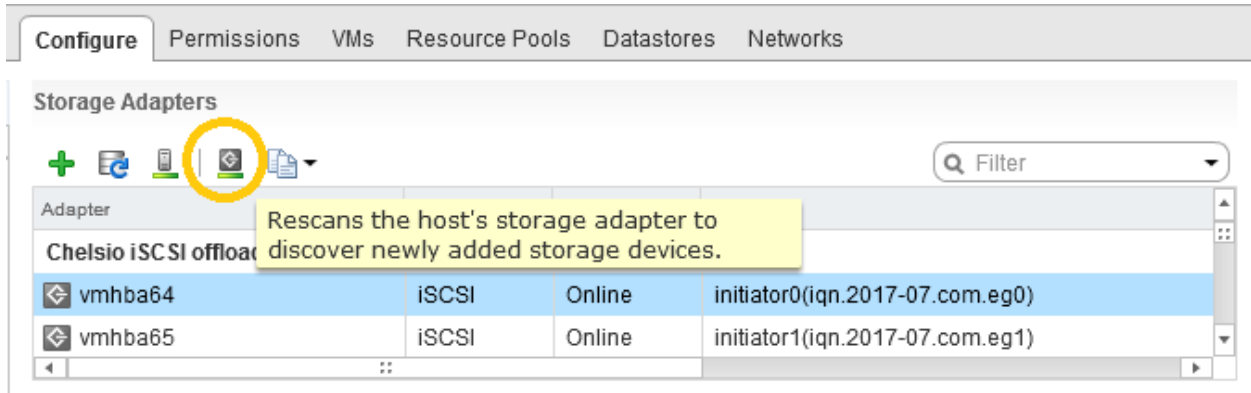 Configure Permissions VMs Resource Pools Datastores Networks
Storage Adapters
Filter
Adapter
Rescans the host's storage adapter to
discover newly added storage devices.
Chelsio iSCSI
vmhba64 iSCSI Online initiator0(iqn.2017-07.com.eg0)
vmhba65 iSCSI Online initiator1(iqn.2017-07.com.eg1)